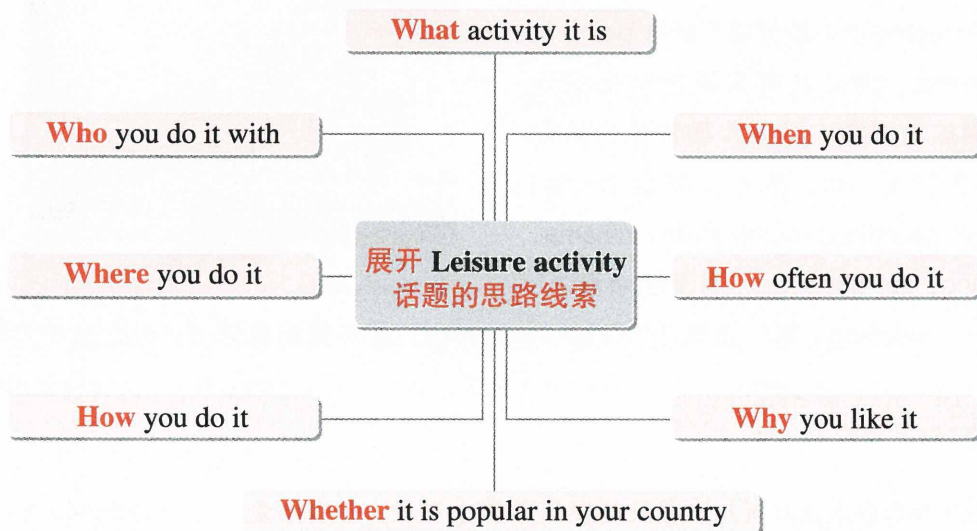 What activity it is
Who you do it with
When you do it
展开 Leisure activity
话题的思路线索
Where you do it
How often you do it
How you do it
Why you like it
Whether it is popular in your country